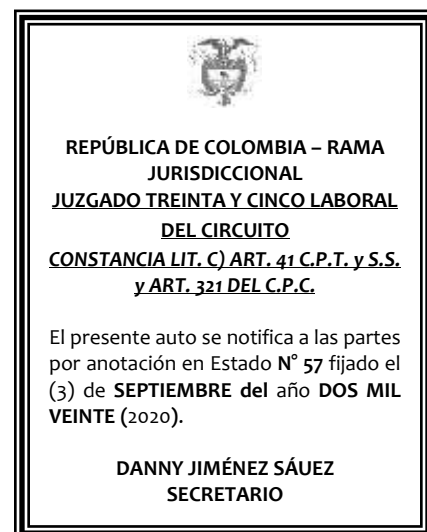 REPÚBLICA DE COLOMBIA – RAMA
JURISDICCIONAL
JUZGADO TREINTA Y CINCO LABORAL
DEL CIRCUITO
CONSTANCIA LIT. C) ART. 41 C.P.T. y S.S.
y ART. 321 DEL C.P.C.
El presente auto se notifica a las partes
por anotación en Estado N° 57 fijado el
(3) de SEPTIEMBRE del año DOS MIL
VEINTE (2020).
DANNY JIMÉNEZ SÁUEZ
SECRETARIO